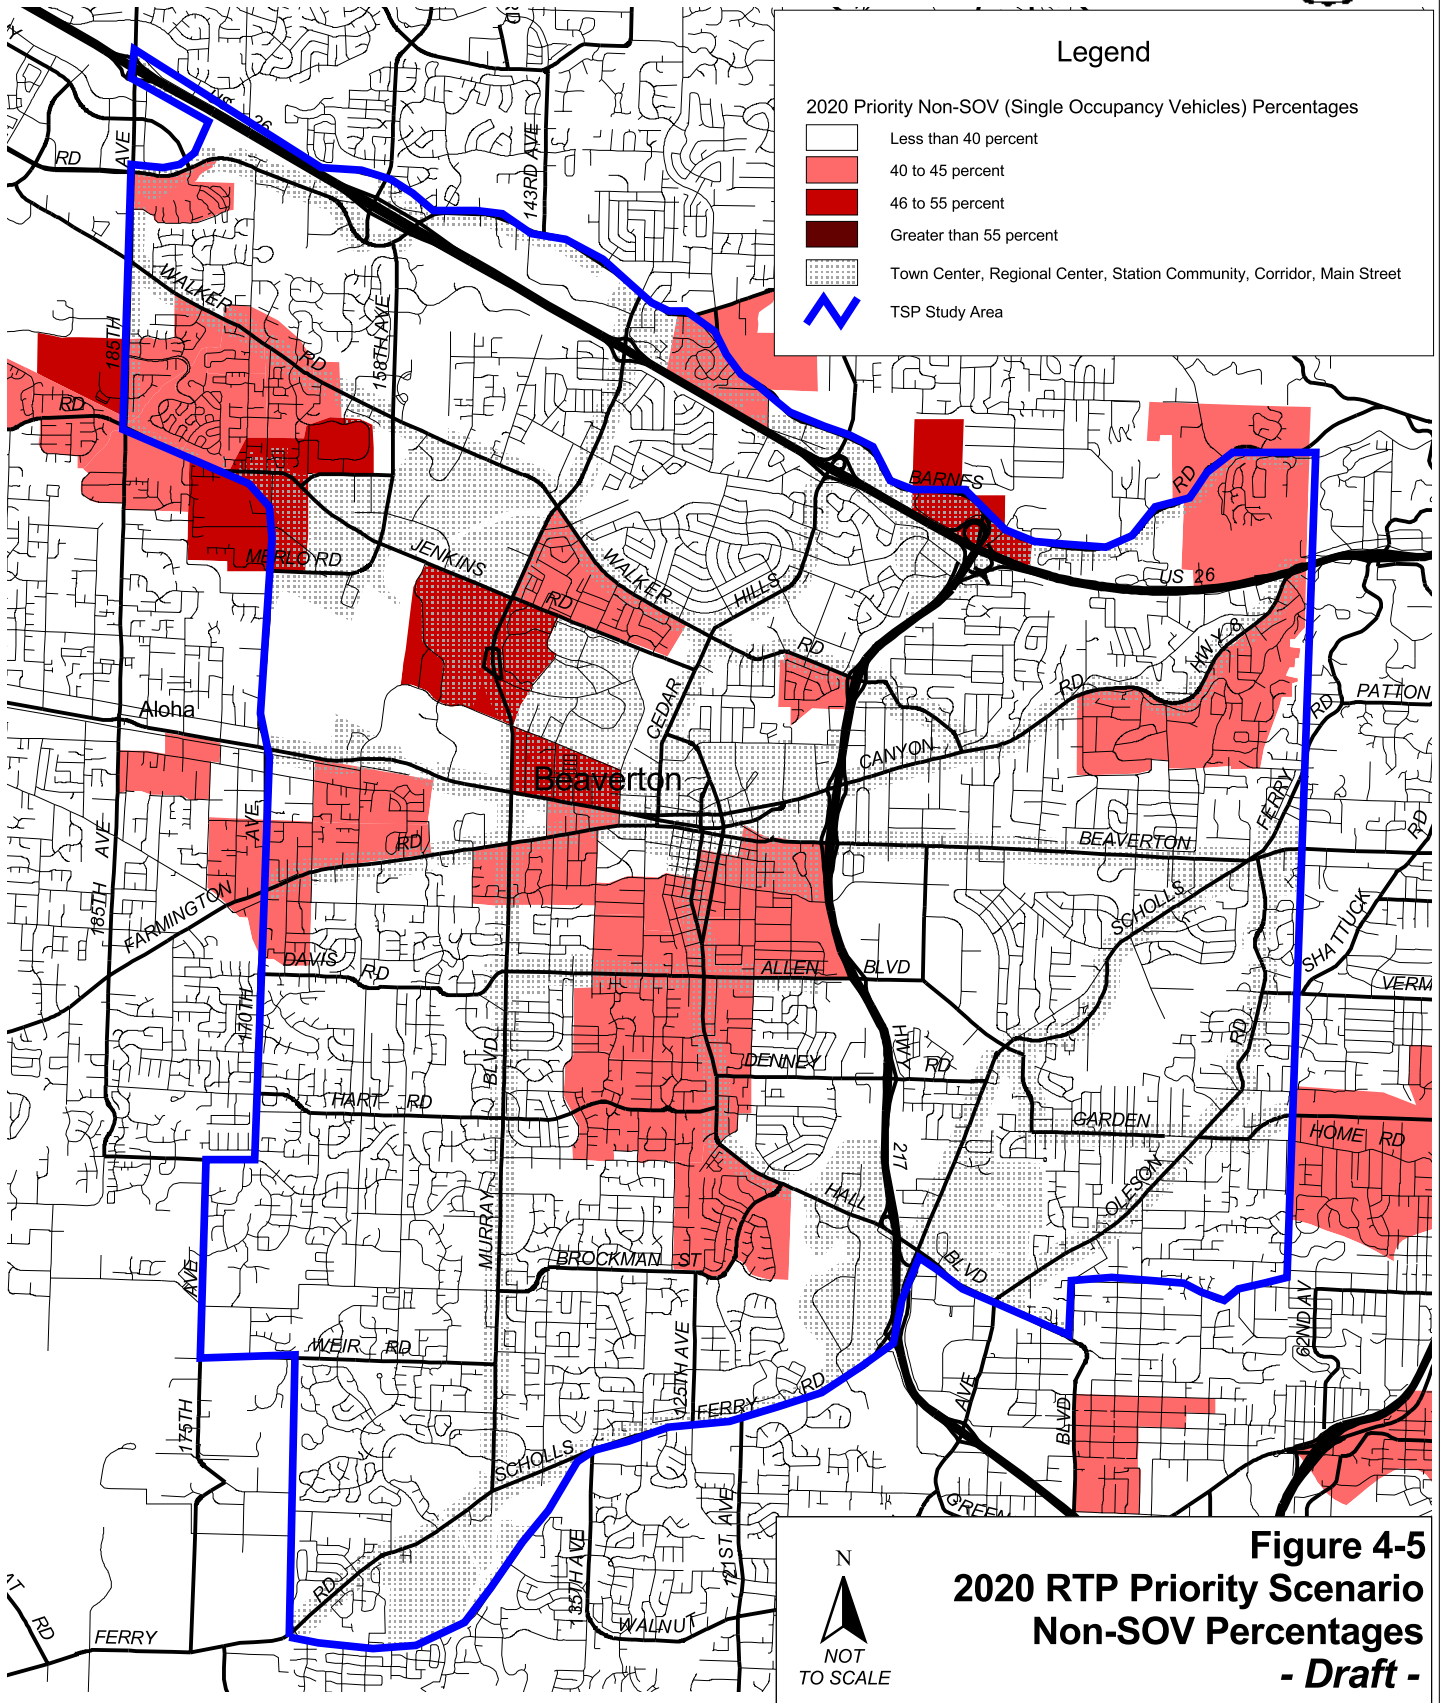 Legend
2020 Priority Non-SOV (Single Occupancy Vehicles) Percentages
Less than 40 percent
40 to 45 percent
46 to 55 percent
Greater than 55 percent
Town Center, Regional Center, Station Community, Corridor, Main Street
TSP Study Area
US 26
RD
AVE
143RD AVE
WALKER
RD
185TH
158TH AVE
RD
BARNES
RD
MERLO RD
JENKINS
RD
WALKER
HILLS
RD
US 26
HWY 8
RD
PATTON
RD
Aloha
CEDAR
CANYON
Beaverton
FERRY
AVE
RD
BEAVERTON
RD
AVE
185TH
FARMINGTON
SCHOLLS
SHATTUCK
DAVIS
RD
ALLEN
BLVD
VERM
170TH
BLVD
HWY
DENNEY
RD
RD
HART RD
GARDEN
HOME RD
217
OLESON
MURRAY
HALL
BROCKMAN ST
BLVD
AVE
62ND AV
WEIR RD
125TH AVE
FERRY
RD
AVE
BLVD
175TH
SCHOLLS
GREEN
121ST AVE
135TH AVE
RD
WALNUT
RD
FERRY
N
NOT
TO SCALE
Figure 4-5
2020 RTP Priority Scenario
Non-SOV Percentages
- Draft -